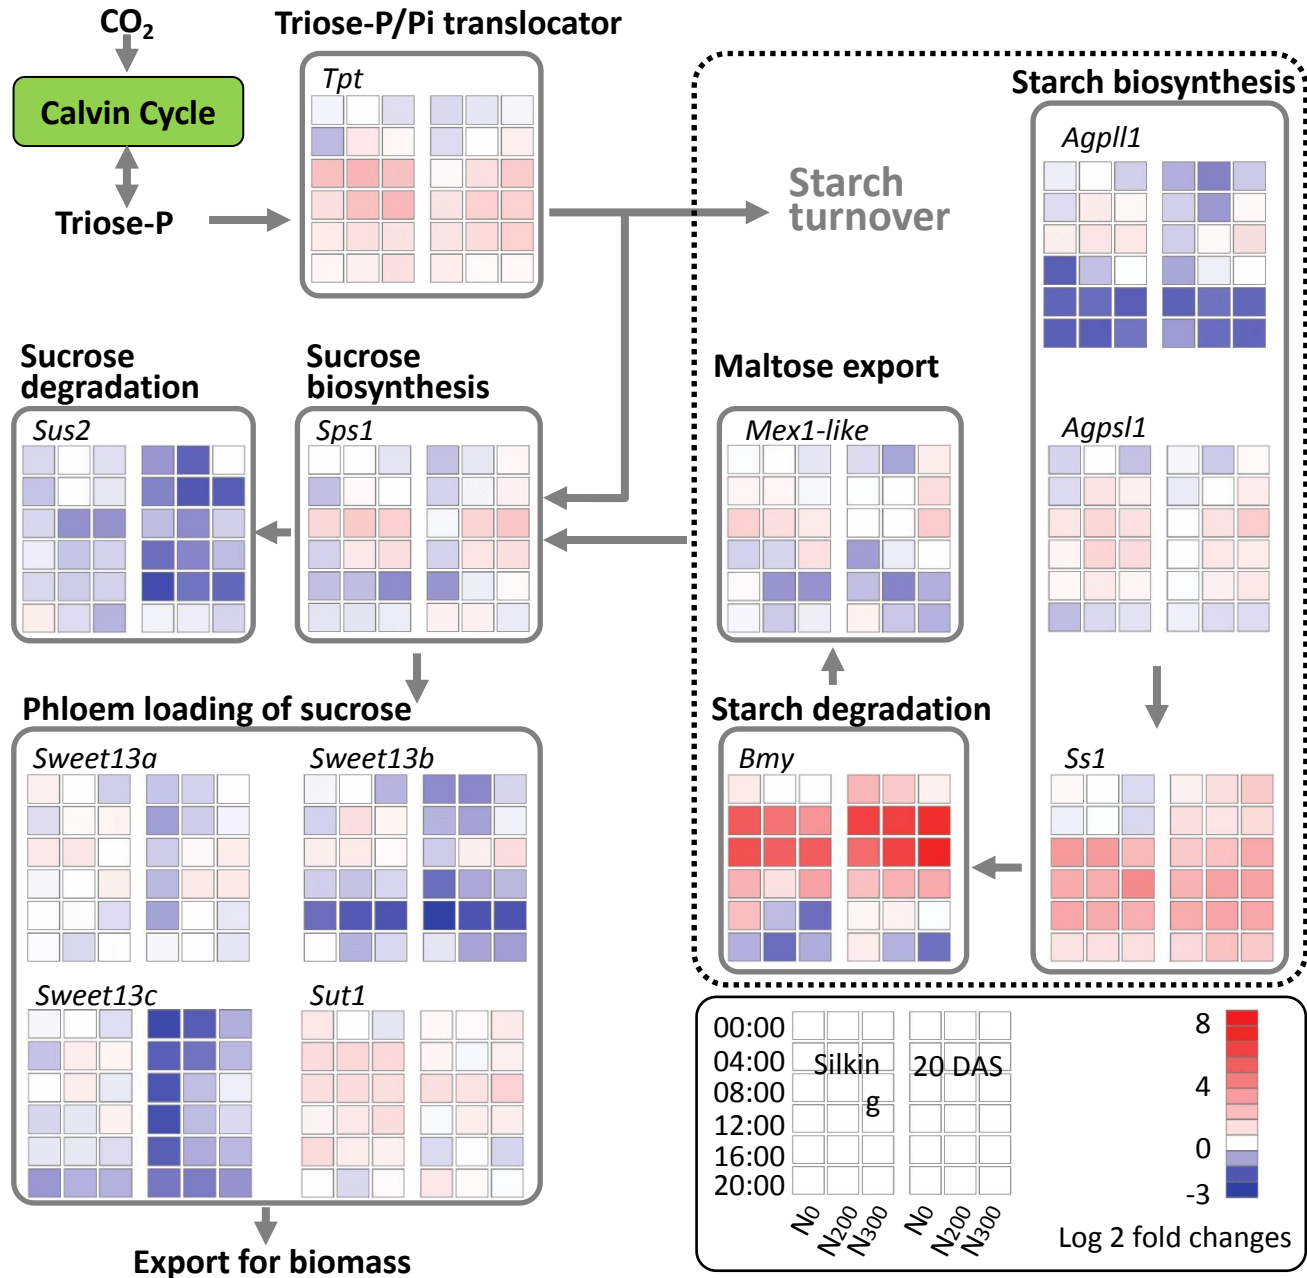 CO2
Triose-P/Pi translocator
Tpt
Calvin Cycle
Triose-P
Starch
turnover
Starch biosynthesis
Agpll1
Agpsl1
Ss1
Sucrose
degradation
Sus2
Sucrose
biosynthesis
Sps1
Maltose export
Mex1-like
Starch degradation
Bmy
Phloem loading of sucrose
Sweet13a
Sweet13b
Sweet13c
Sut1
Export for biomass
00:00
04:00
08:00
12:00
16:00
20:00
Silkin
g
20 DAS
N0
N200
N300
N0
N200
N300
8
4
0
-3
Log 2 fold changes